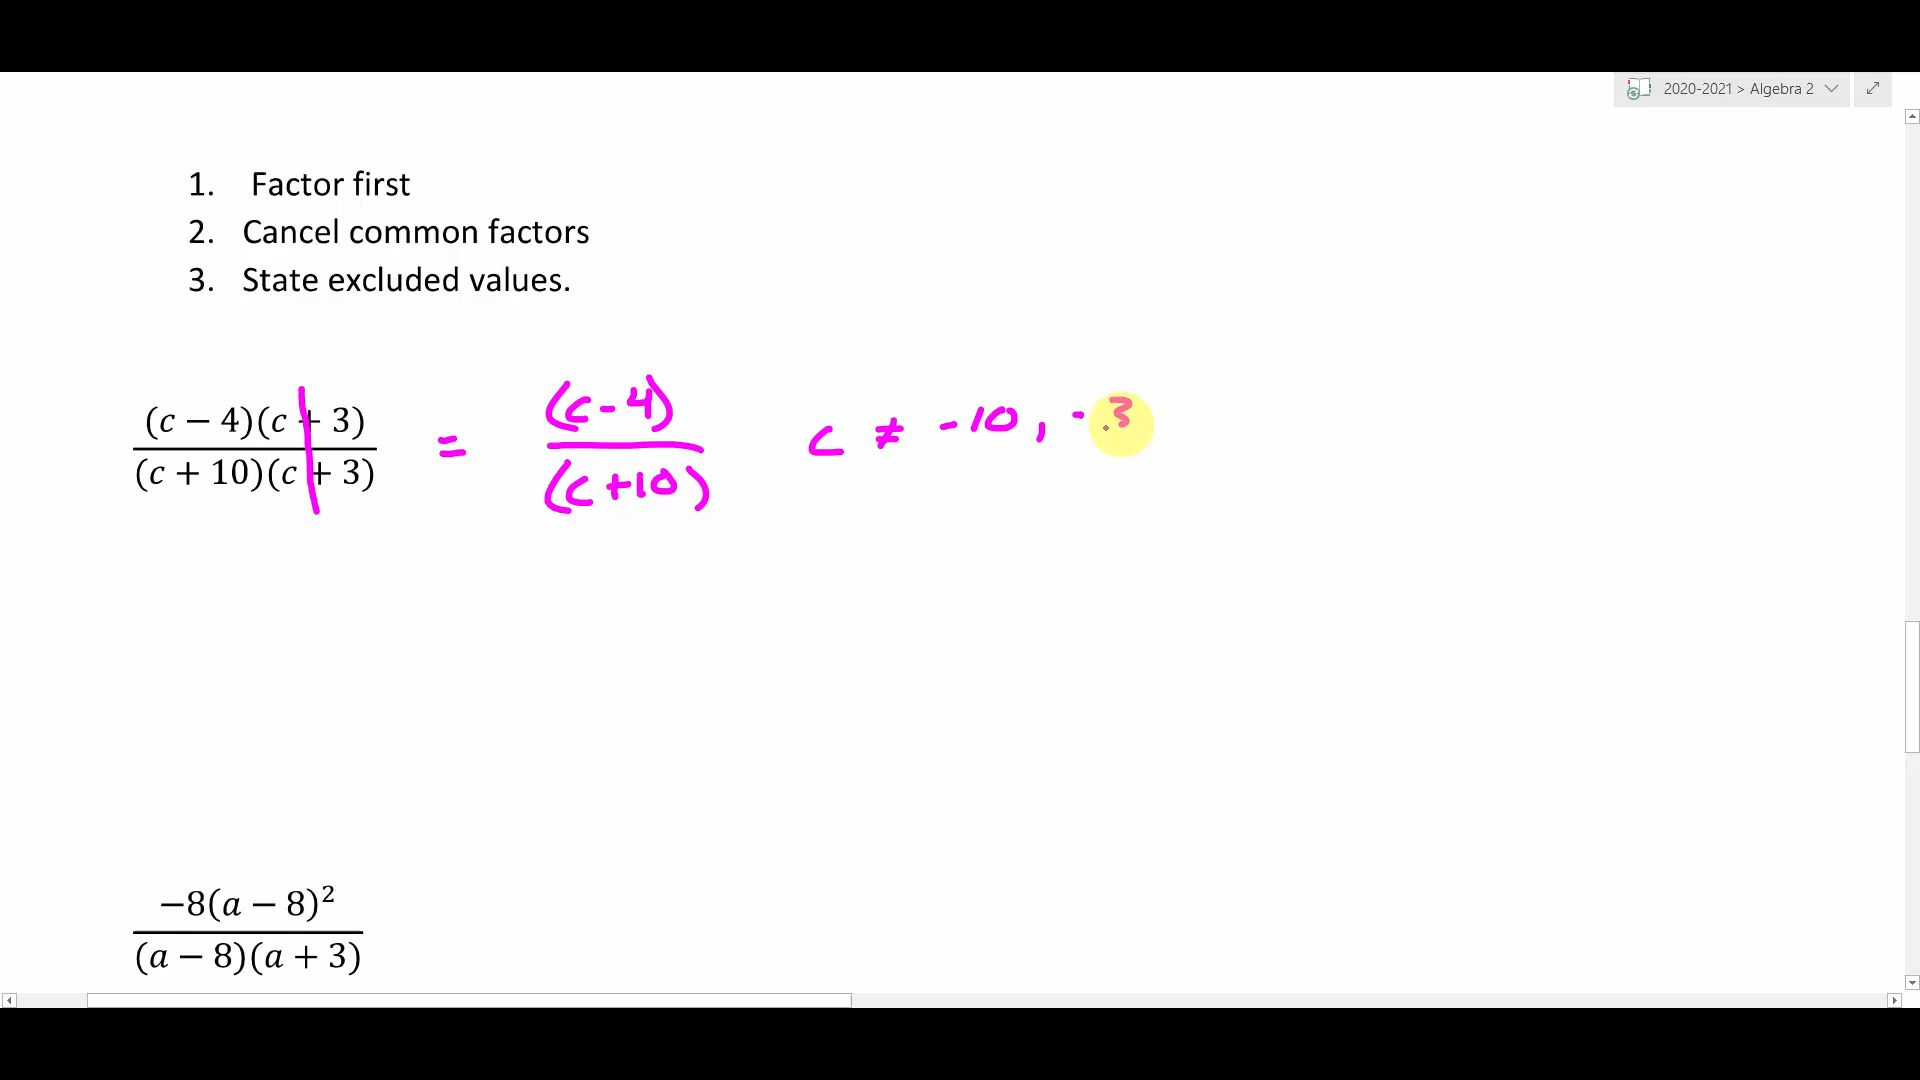 2020-2021 > Algebra 2
1. Factor first
2. Cancel common factors
3. State excluded values.
(c − 4)(c + 3) / (c + 10)(c + 3) = (c - 4) / (c + 10) c ≠ -10, -3
−8(a − 8)² / (a − 8)(a + 3)